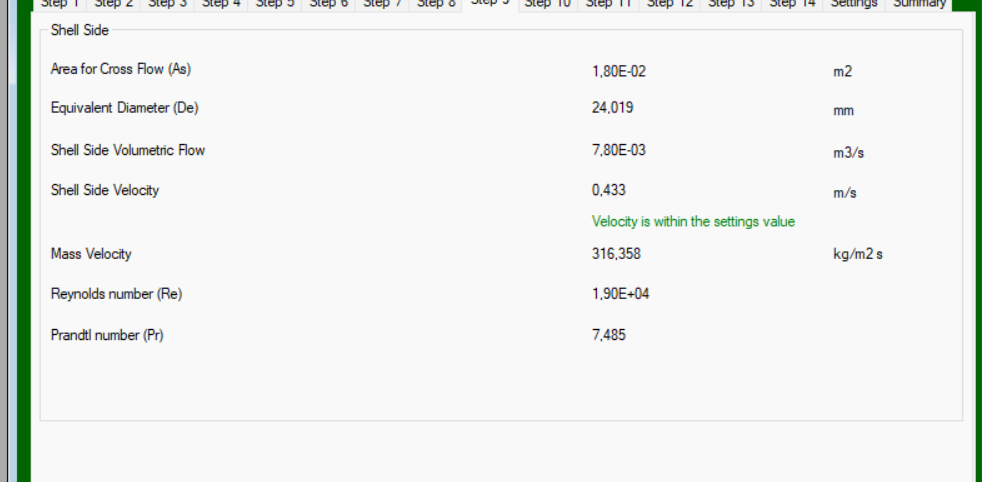 Step 1 Step 2 Step 3 Step 4 Step 5 Step 6 Step 7 Step 8 Step 9 Step 10 Step 11 Step 12 Step 13 Step 14 Settings Summary
Shell Side
Area for Cross Flow (As) 1,80E-02 m2
Equivalent Diameter (De) 24,019 mm
Shell Side Volumetric Flow 7,80E-03 m3/s
Shell Side Velocity 0,433 m/s
Velocity is within the settings value
Mass Velocity 316,358 kg/m2 s
Reynolds number (Re) 1,90E+04
Prandtl number (Pr) 7,485